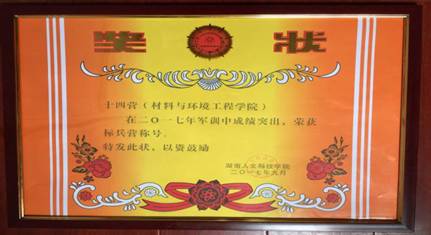 奖 状
十四营（材料与环境工程学院）
在二〇一七年军训中成绩突出，荣获
标兵营称号。
特发此状，以资鼓励
湖南人文科技学院
二〇一七年九月